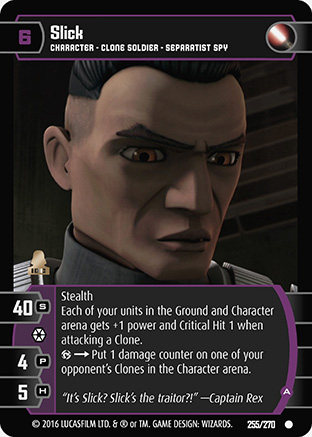 6
Slick
CHARACTER - CLONE SOLDIER - SEPARATIST SPY
40 S
4 P
5 H
Stealth
Each of your units in the Ground and Character
arena gets +1 power and Critical Hit 1 when
attacking a Clone.
Put 1 damage counter on one of your
opponent's Clones in the Character arena.
"It's Slick? Slick's the traitor?!" —Captain Rex
A
© 2016 LUCASFILM LTD. & ® or TM. GAME DESIGN: WIZARDS.
255/270